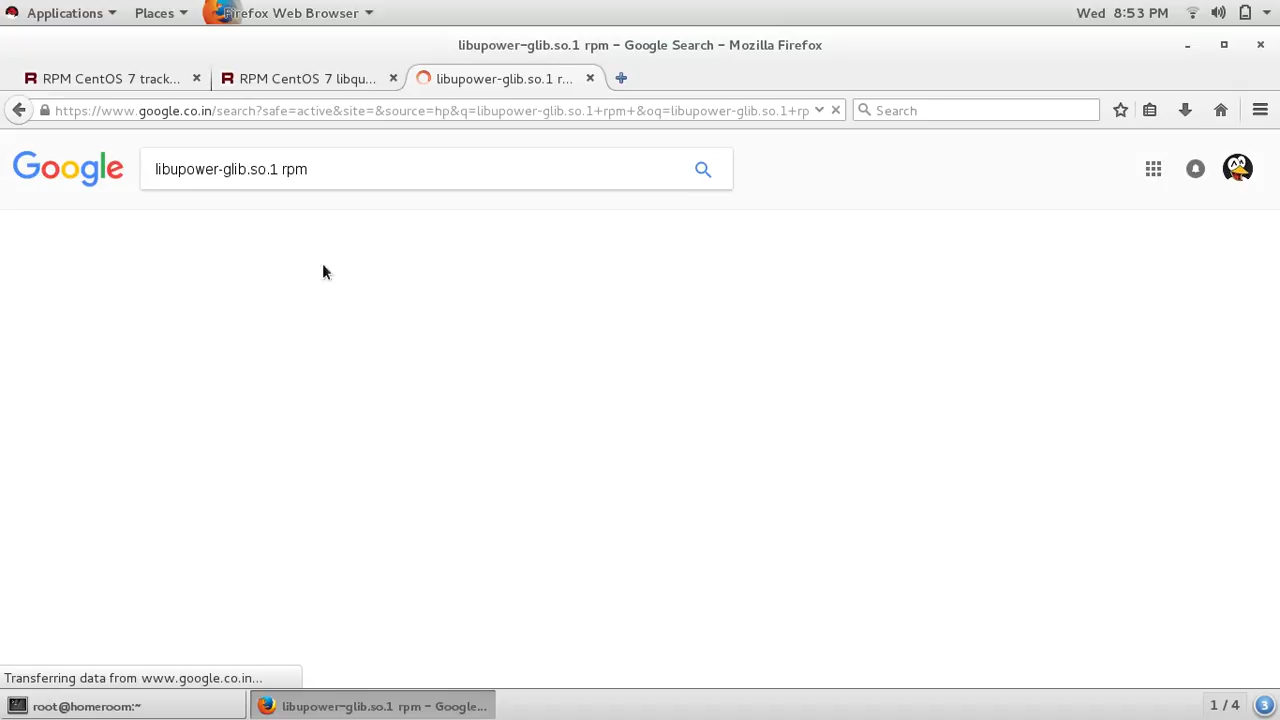 Applications Places Firefox Web Browser Wed 8:53 PM
libupower-glib.so.1 rpm - Google Search - Mozilla Firefox
RPM CentOS 7 track... RPM CentOS 7 libqu... libupower-glib.so.1 r...
https://www.google.co.in/search?safe=active&site=&source=hp&q=libupower-glib.so.1+rpm+&oq=libupower-glib.so.1+rp Search
Google libupower-glib.so.1 rpm
Transferring data from www.google.co.in...
root@homeroom:~ libupower-glib.so.1 rpm - Google... 1 / 4 3